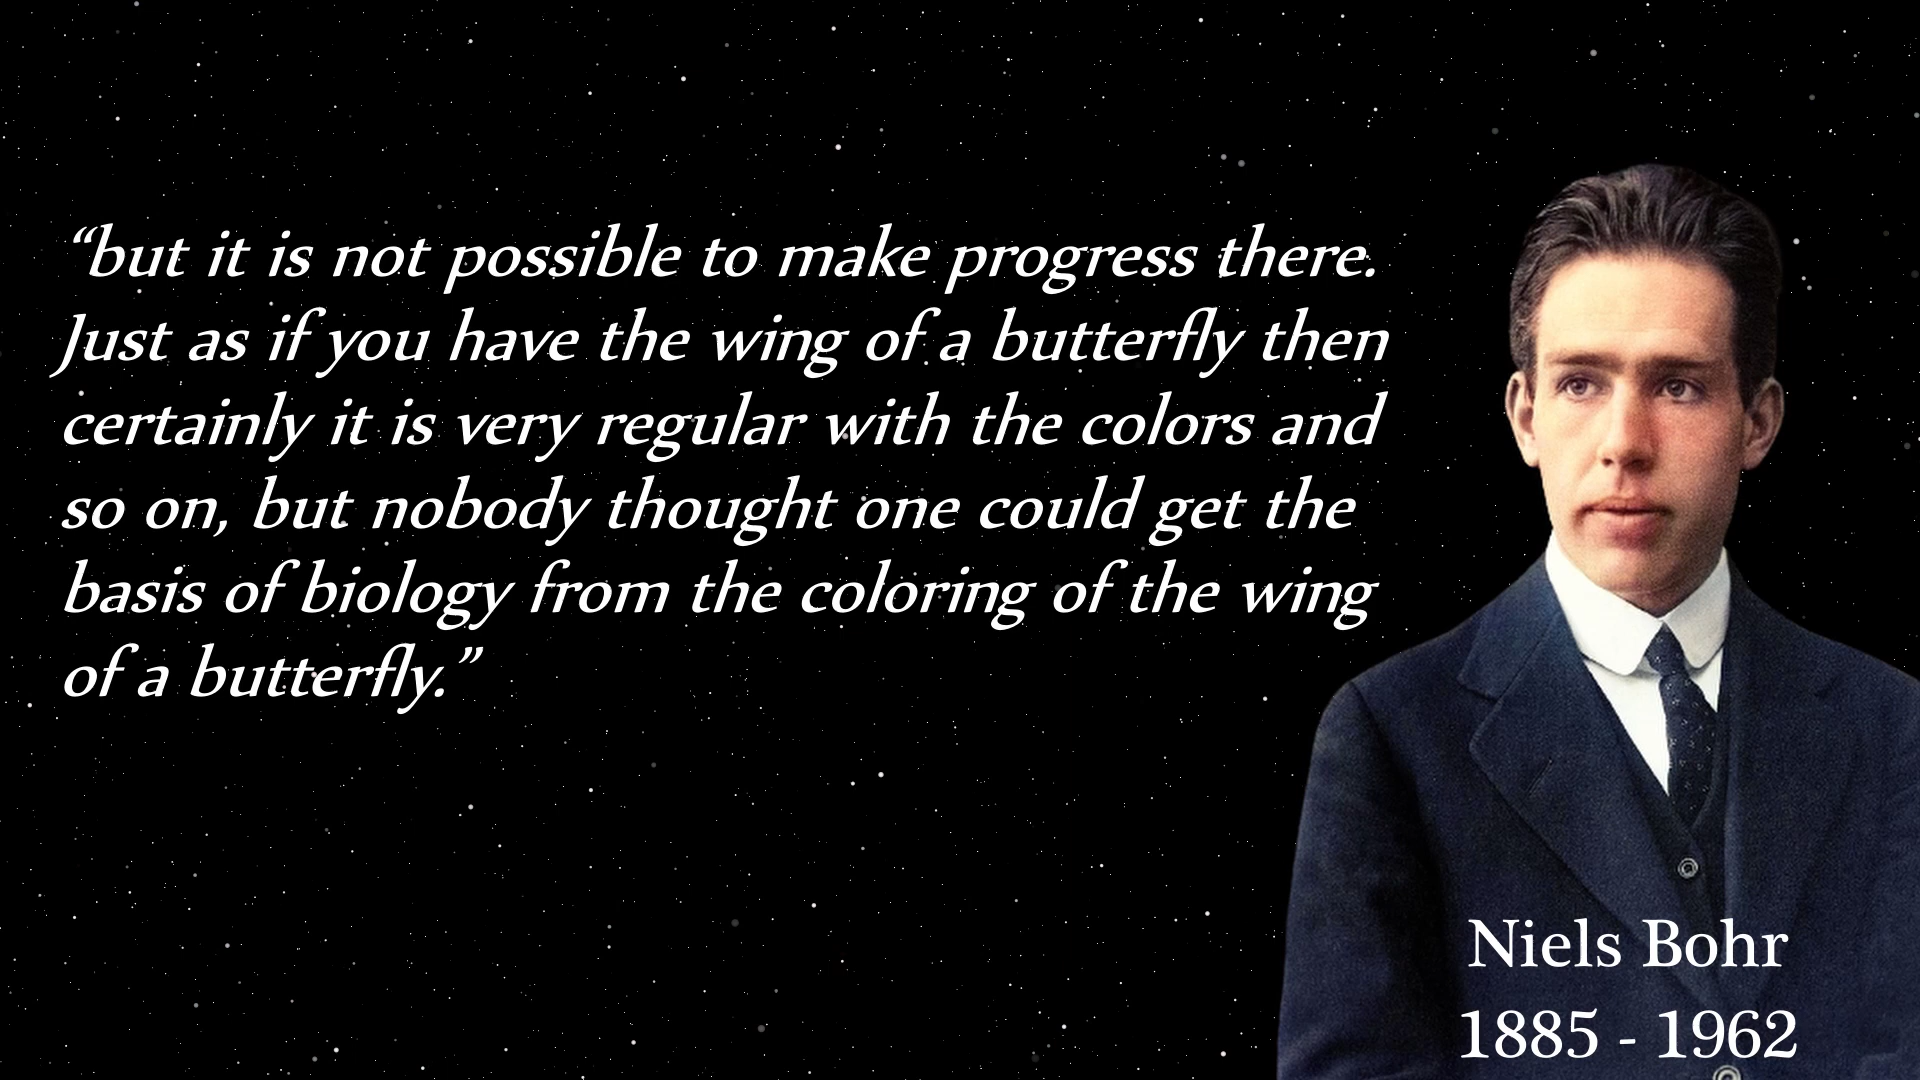 “but it is not possible to make progress there.
Just as if you have the wing of a butterfly then
certainly it is very regular with the colors and
so on, but nobody thought one could get the
basis of biology from the coloring of the wing
of a butterfly.”
Niels Bohr
1885 - 1962